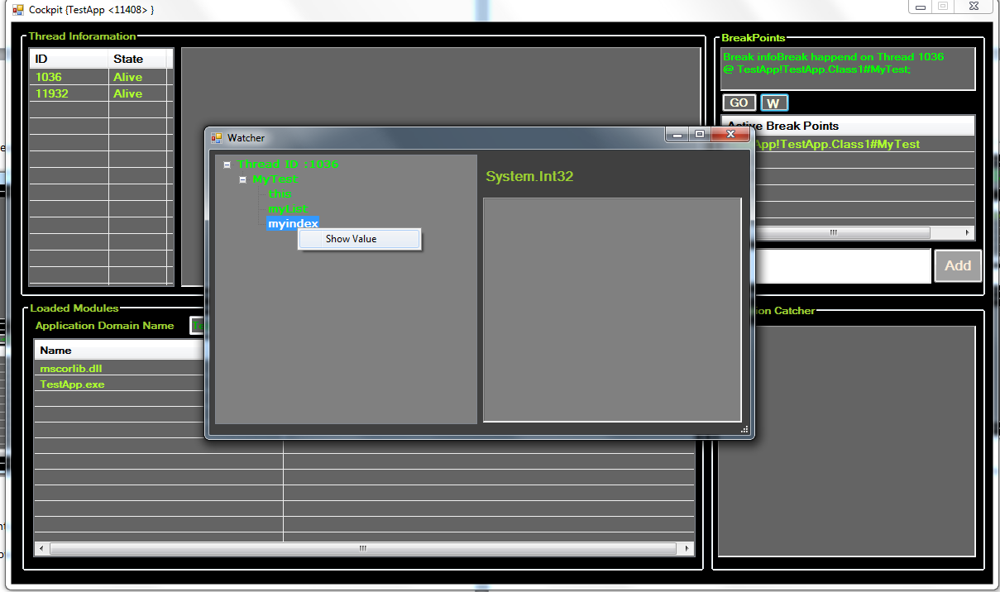 Cockpit {TestApp <11408> }
Thread Inforamation
ID State
1036 Alive
11932 Alive
BreakPoints
Break infoBreak happend on Thread 1036
@ TestApp!TestApp.Class1#MyTest;
GO W
Active Break Points
App!TestApp.Class1#MyTest
Add
Watcher
Thread ID :1036
MyTest
this
myList
myindex
Show Value
System.Int32
Loaded Modules
Application Domain Name
Name
mscorlib.dll
TestApp.exe
ion Catcher